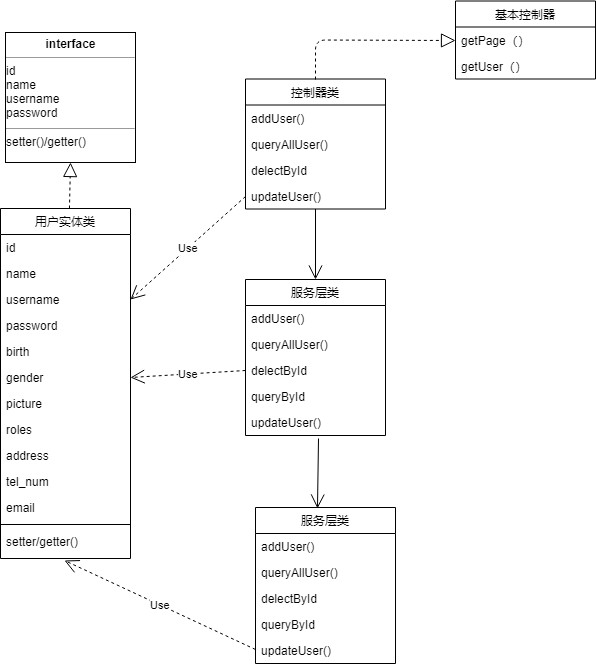 基本控制器
getPage（）
getUser（）
interface
id
name
username
password
setter()/getter()
控制器类
addUser()
queryAllUser()
delectById
updateUser()
用户实体类
id
name
username
password
birth
gender
picture
roles
address
tel_num
email
setter/getter()
Use
服务层类
addUser()
queryAllUser()
delectById
queryById
updateUser()
Use
服务层类
addUser()
queryAllUser()
delectById
queryById
updateUser()
Use